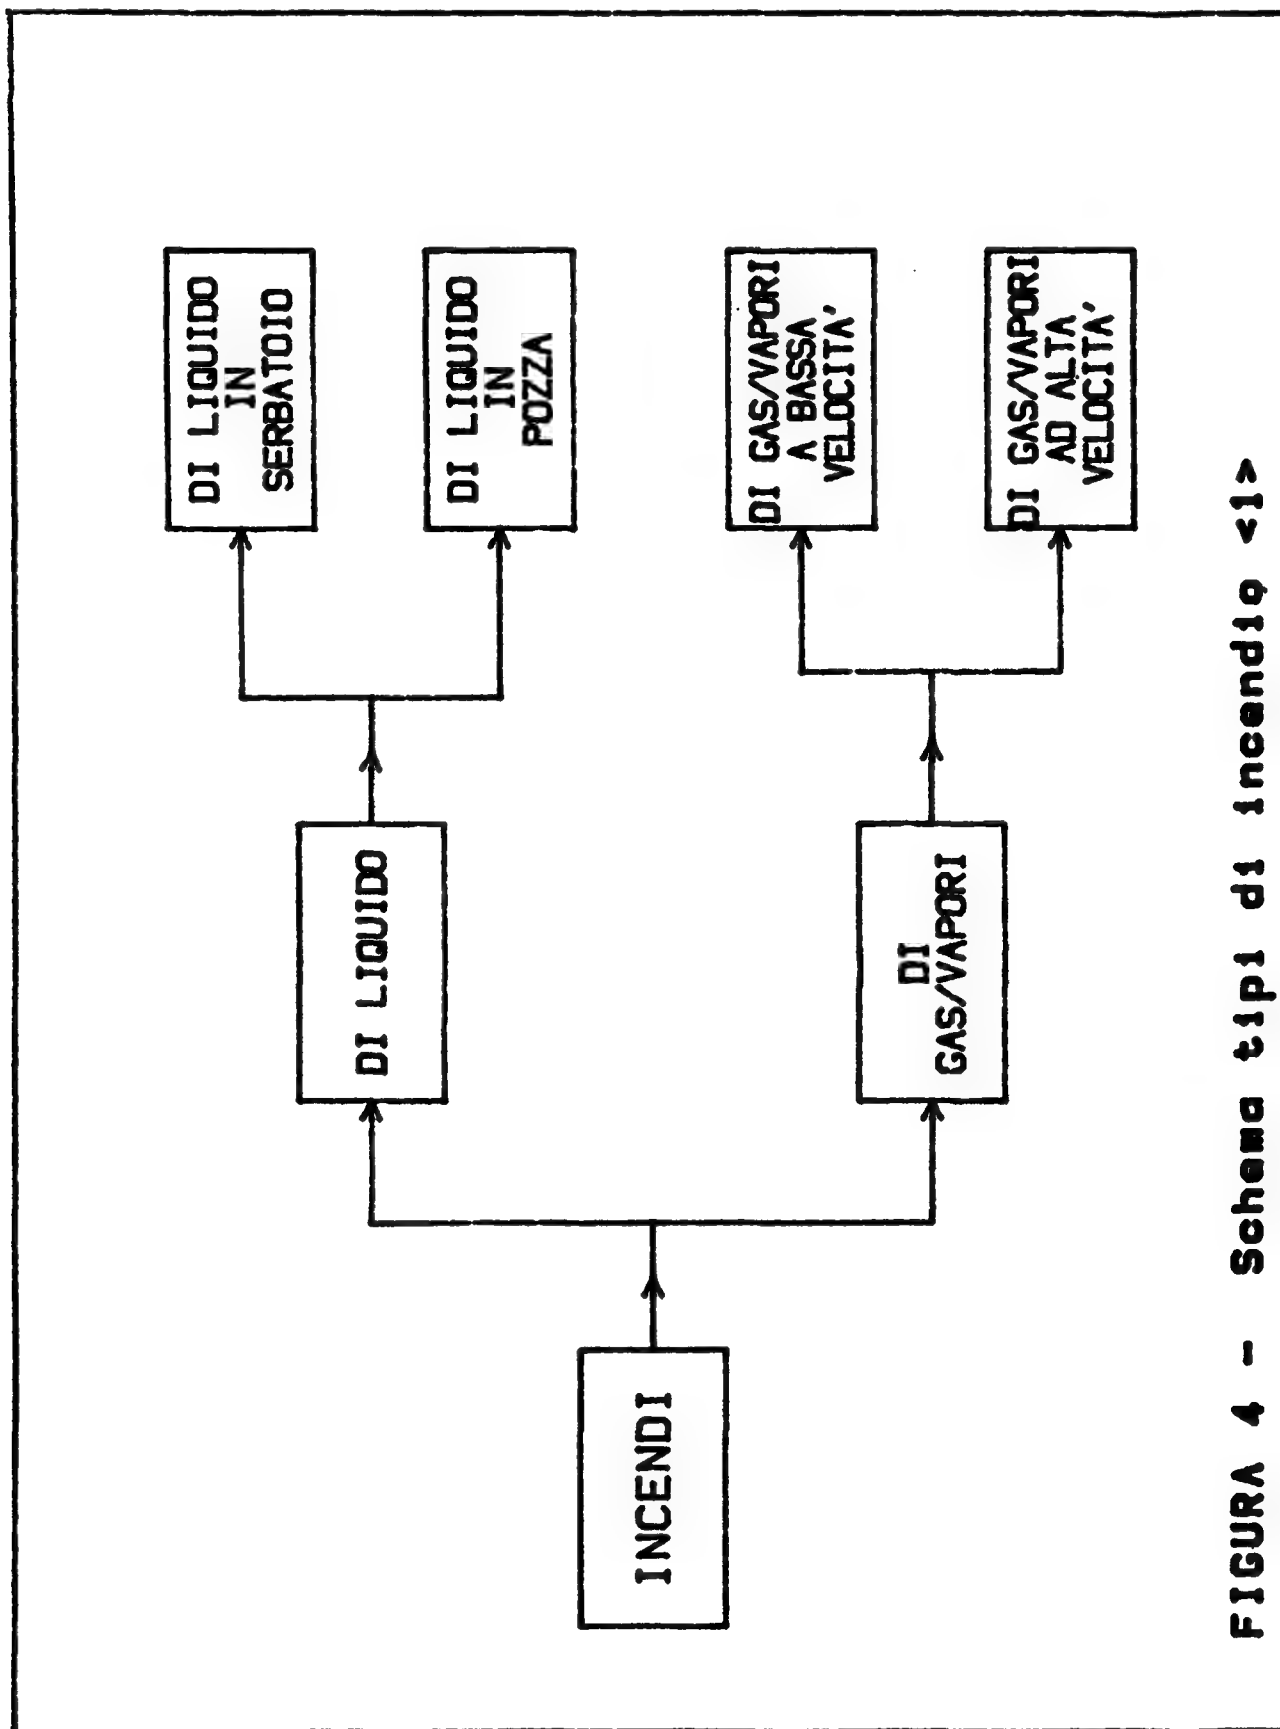 INCENDI
DI LIQUIDO
DI
GAS/VAPORI
DI LIQUIDO
IN
SERBATOIO
DI LIQUIDO
IN
POZZA
DI GAS/VAPORI
A BASSA
VELOCITA'
DI GAS/VAPORI
AD ALTA
VELOCITA'
FIGURA 4 - Schema tipi di incendio <1>